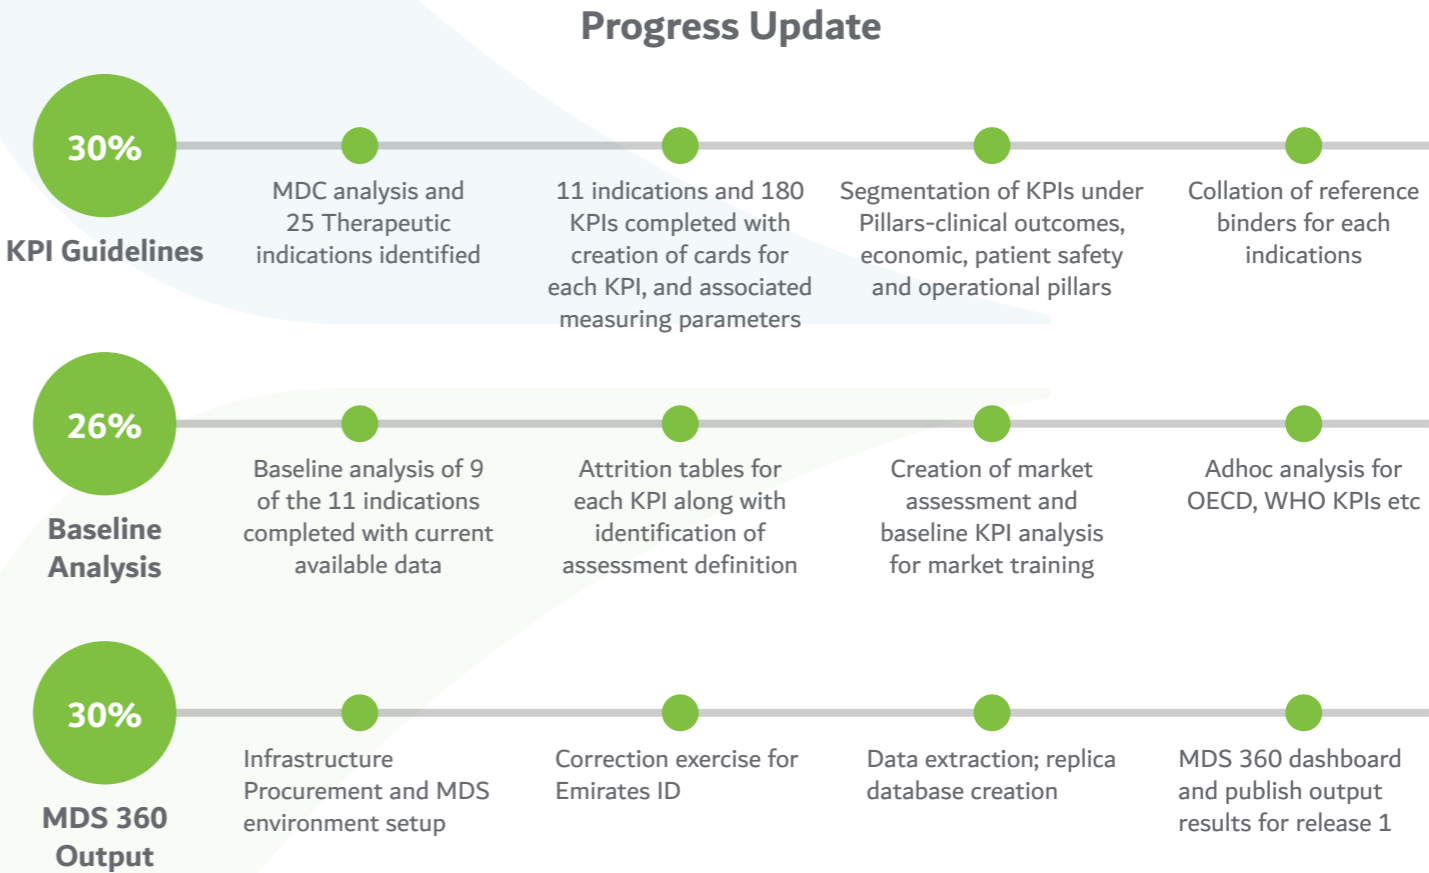 Progress Update
30%
KPI Guidelines
MDC analysis and
25 Therapeutic
indications identified
11 indications and 180
KPIs completed with
creation of cards for
each KPI, and associated
measuring parameters
Segmentation of KPIs under
Pillars-clinical outcomes,
economic, patient safety
and operational pillars
Collation of reference
binders for each
indications
26%
Baseline
Analysis
Baseline analysis of 9
of the 11 indications
completed with current
available data
Attrition tables for
each KPI along with
identification of
assessment definition
Creation of market
assessment and
baseline KPI analysis
for market training
Adhoc analysis for
OECD, WHO KPIs etc
30%
MDS 360
Output
Infrastructure
Procurement and MDS
environment setup
Correction exercise for
Emirates ID
Data extraction; replica
database creation
MDS 360 dashboard
and publish output
results for release 1